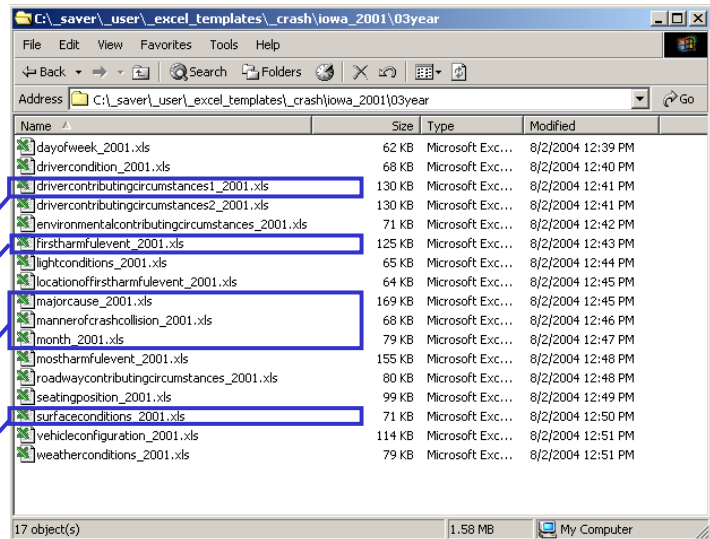 C:\_saver\_user\_excel_templates\_crash\iowa_2001\03year
File Edit View Favorites Tools Help
Back Search Folders
Address C:\_saver\_user\_excel_templates\_crash\iowa_2001\03year Go
Name Size Type Modified
dayofweek_2001.xls 62 KB Microsoft Exc... 8/2/2004 12:39 PM
drivercondition_2001.xls 68 KB Microsoft Exc... 8/2/2004 12:40 PM
drivercontributingcircumstances1_2001.xls 130 KB Microsoft Exc... 8/2/2004 12:41 PM
drivercontributingcircumstances2_2001.xls 130 KB Microsoft Exc... 8/2/2004 12:41 PM
environmentalcontributingcircumstances_2001.xls 71 KB Microsoft Exc... 8/2/2004 12:42 PM
firstharmfulevent_2001.xls 125 KB Microsoft Exc... 8/2/2004 12:43 PM
lightconditions_2001.xls 65 KB Microsoft Exc... 8/2/2004 12:44 PM
locationoffirstharmfulevent_2001.xls 64 KB Microsoft Exc... 8/2/2004 12:45 PM
majorcause_2001.xls 169 KB Microsoft Exc... 8/2/2004 12:45 PM
mannerofcrashcollision_2001.xls 68 KB Microsoft Exc... 8/2/2004 12:46 PM
month_2001.xls 79 KB Microsoft Exc... 8/2/2004 12:47 PM
mostharmfulevent_2001.xls 155 KB Microsoft Exc... 8/2/2004 12:48 PM
roadwaycontributingcircumstances_2001.xls 80 KB Microsoft Exc... 8/2/2004 12:48 PM
seatingposition_2001.xls 99 KB Microsoft Exc... 8/2/2004 12:49 PM
surfaceconditions_2001.xls 71 KB Microsoft Exc... 8/2/2004 12:50 PM
vehicleconfiguration_2001.xls 114 KB Microsoft Exc... 8/2/2004 12:51 PM
weatherconditions_2001.xls 79 KB Microsoft Exc... 8/2/2004 12:51 PM
17 object(s) 1.58 MB My Computer